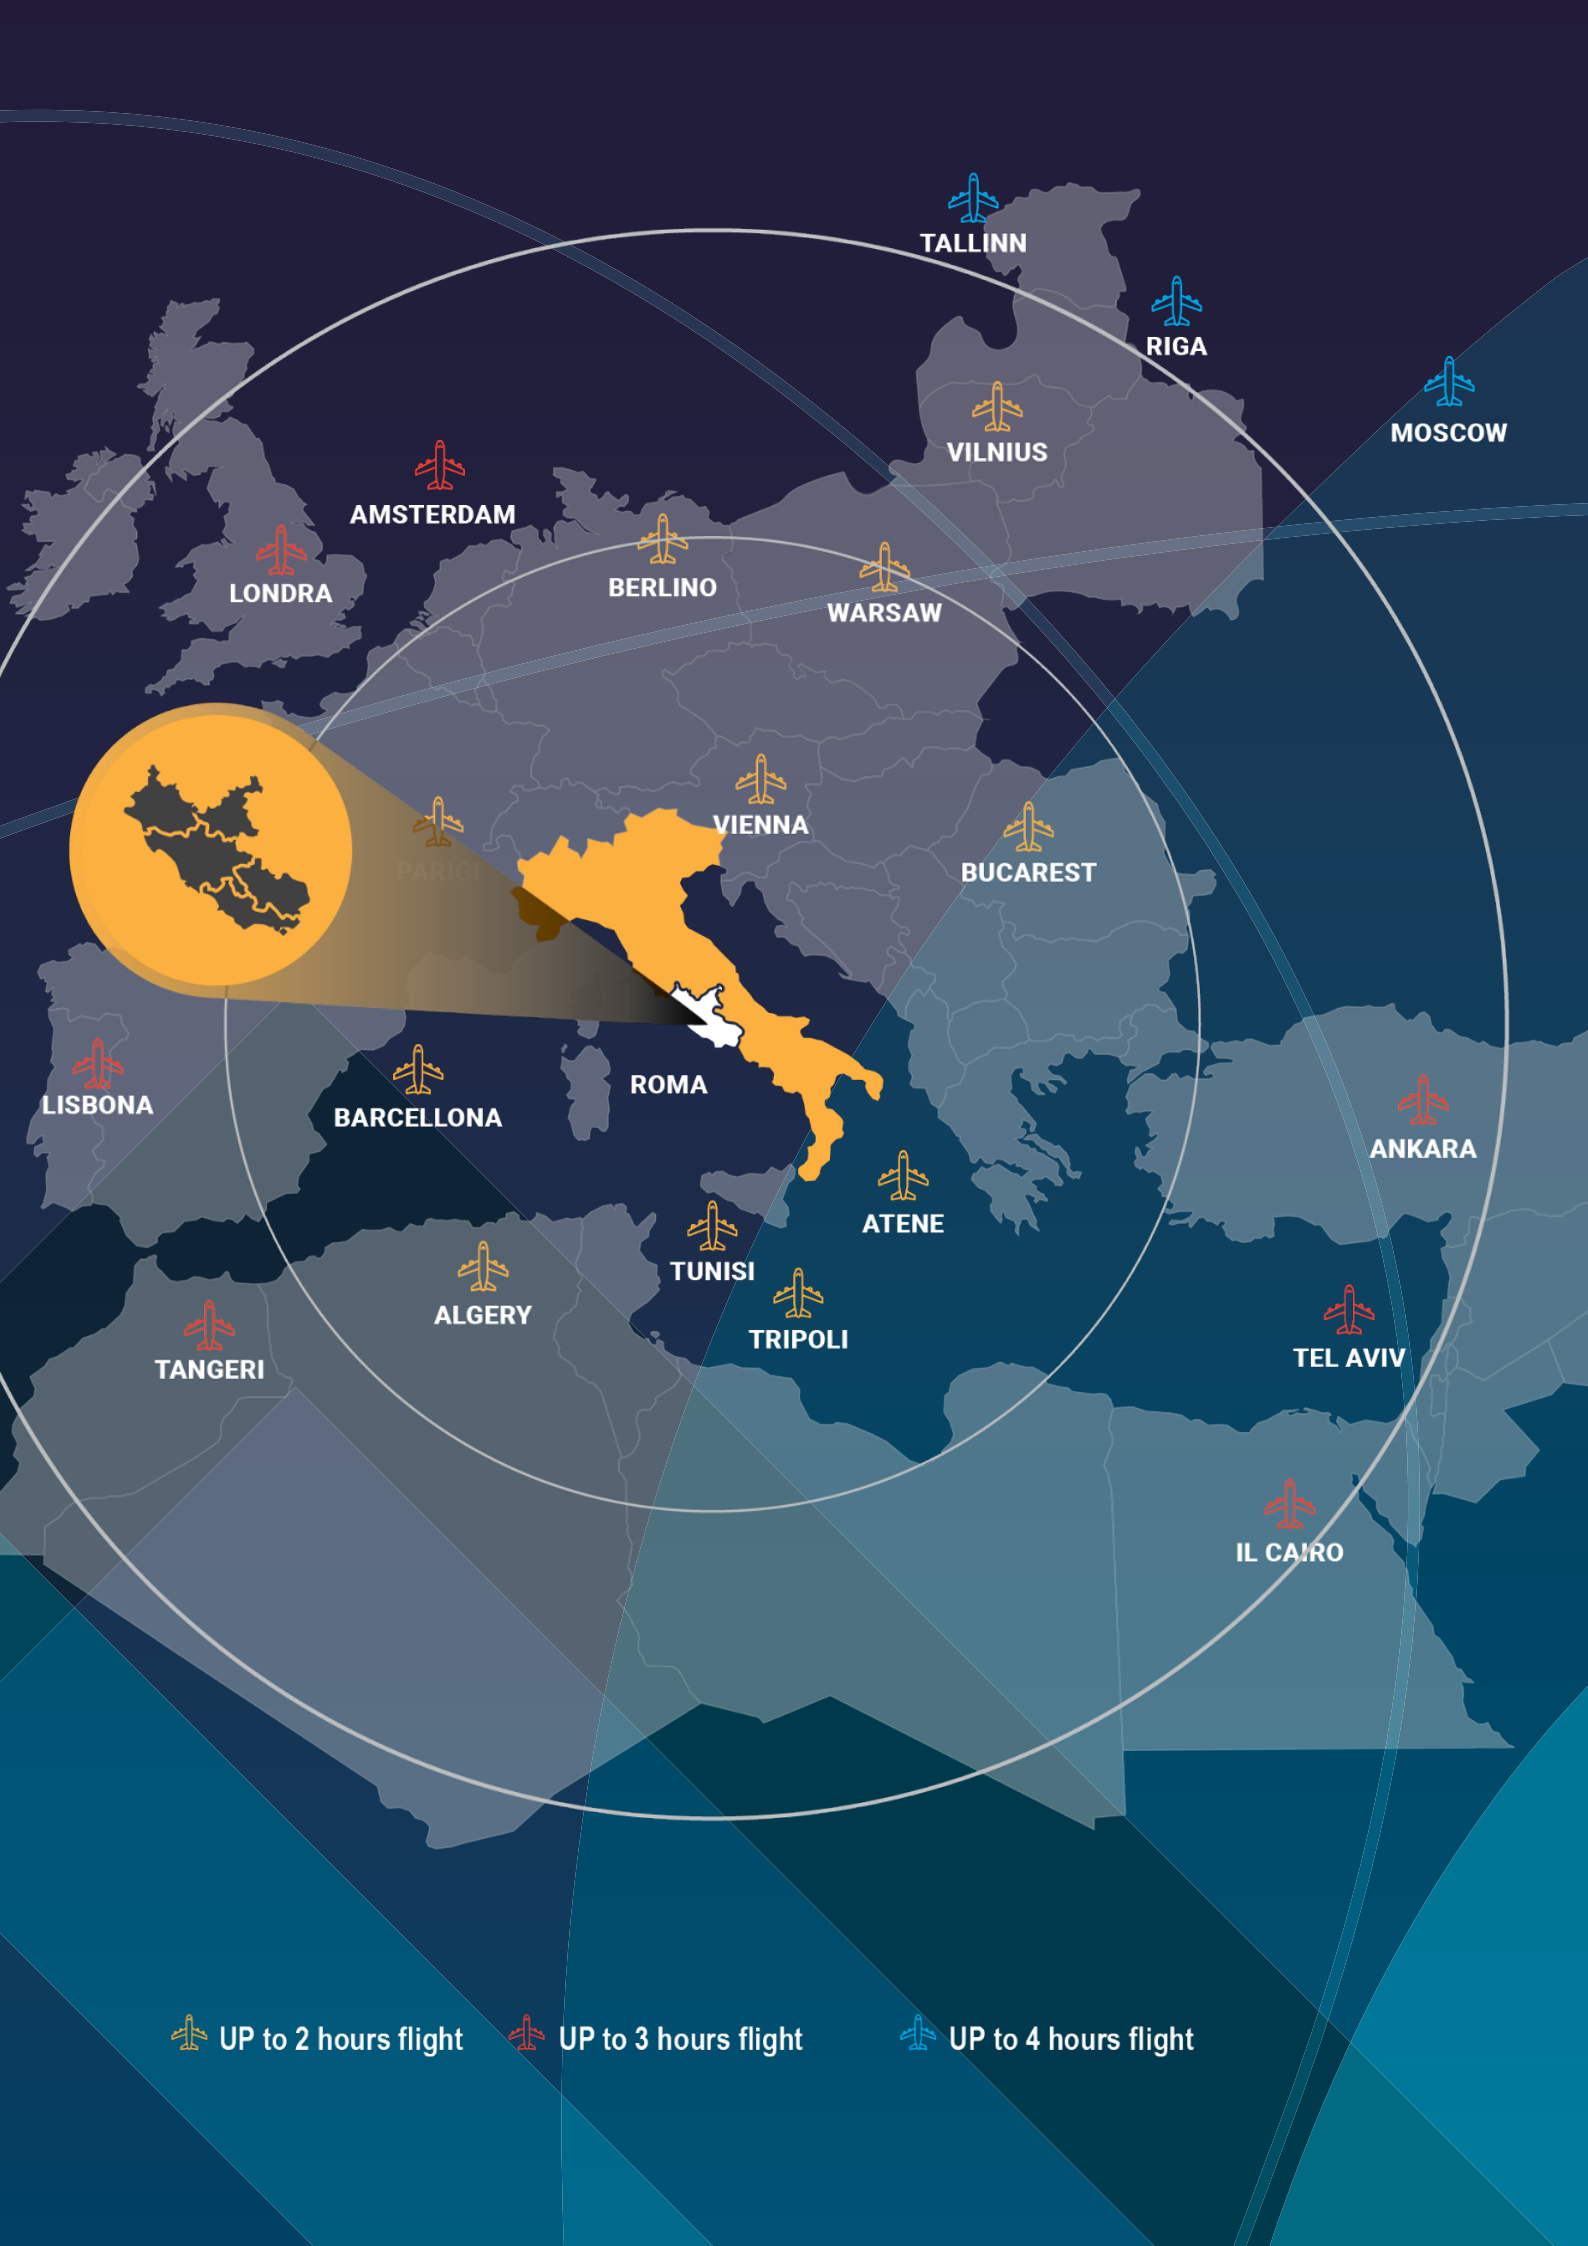 TALLINN
RIGA
MOSCOW
VILNIUS
AMSTERDAM
LONDRA
BERLINO
WARSAW
VIENNA
PARIGI
BUCAREST
LISBONA
BARCELLONA
ROMA
ANKARA
ATENE
TUNISI
ALGERY
TRIPOLI
TEL AVIV
TANGERI
IL CAIRO
UP to 2 hours flight
UP to 3 hours flight
UP to 4 hours flight